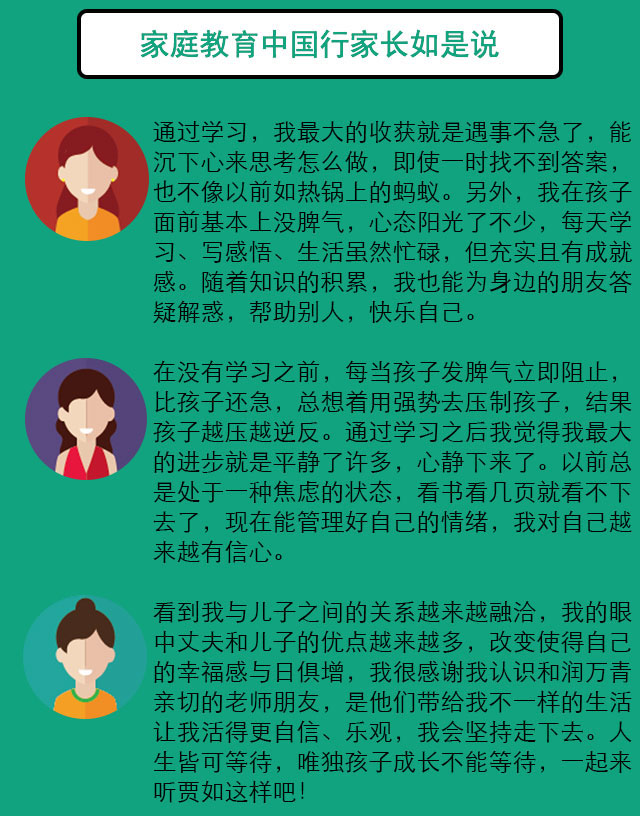 家庭教育中国行家长如是说
通过学习，我最大的收获就是遇事不急了，能
沉下心来思考怎么做，即使一时找不到答案，
也不像以前如热锅上的蚂蚁。另外，我在孩子
面前基本上没脾气，心态阳光了不少，每天学
习、写感悟、生活虽然忙碌，但充实且有成就
感。随着知识的积累，我也能为身边的朋友答
疑解惑，帮助别人，快乐自己。
在没有学习之前，每当孩子发脾气立即阻止，
比孩子还急，总想着用强势去压制孩子，结果
孩子越压越逆反。通过学习之后我觉得我最大
的进步就是平静了许多，心静下来了。以前总
是处于一种焦虑的状态，看书看几页就看不下
去了，现在能管理好自己的情绪，我对自己越
来越有信心。
看到我与儿子之间的关系越来越融洽，我的眼
中丈夫和儿子的优点越来越多，改变使得自己
的幸福感与日俱增，我很感谢我认识和润万青
亲切的老师朋友，是他们带给我不一样的生活
让我活得更自信、乐观，我会坚持走下去。人
生皆可等待，唯独孩子成长不能等待，一起来
听贾如这样吧！